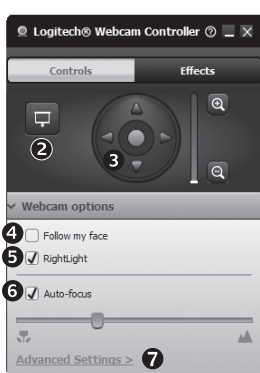 Logitech® Webcam Controller
Controls Effects
2
3
Webcam options
4 Follow my face
5 RightLight
6 Auto-focus
Advanced Settings > 7